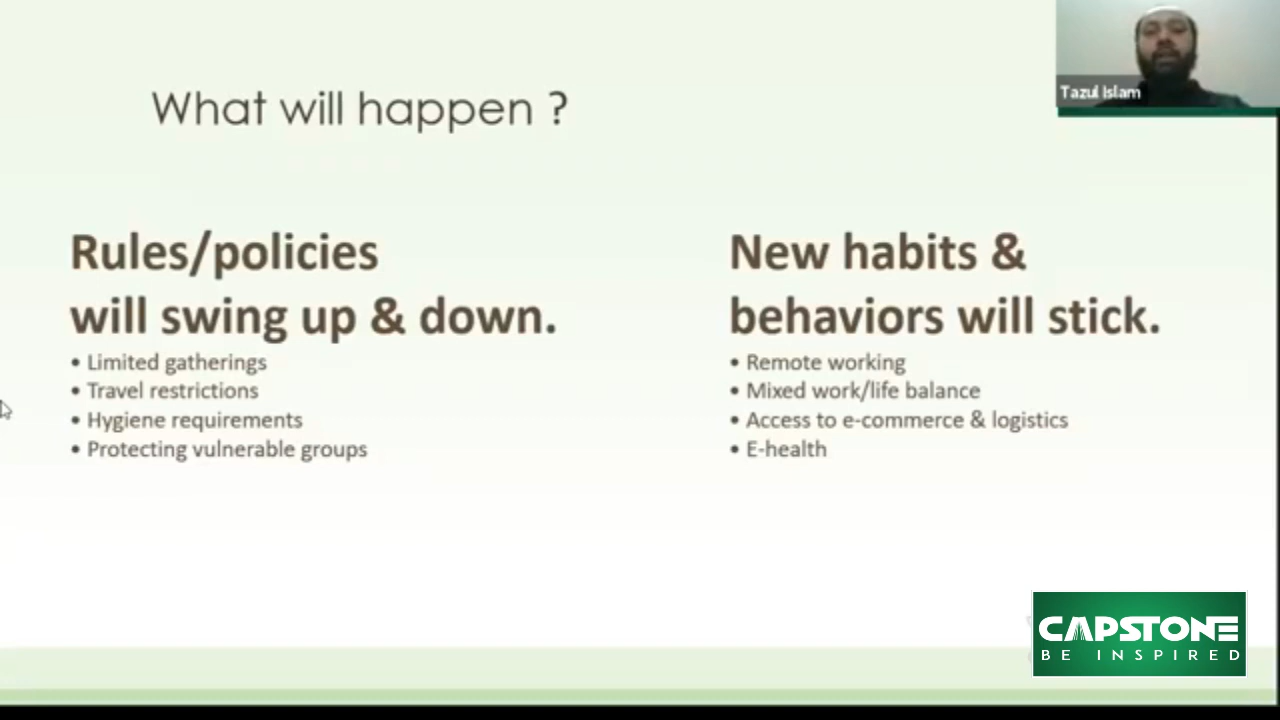 What will happen ?
Tazul Islam
Rules/policies
will swing up & down.
• Limited gatherings
• Travel restrictions
• Hygiene requirements
• Protecting vulnerable groups
New habits &
behaviors will stick.
• Remote working
• Mixed work/life balance
• Access to e-commerce & logistics
• E-health
CAPSTONE
BE INSPIRED